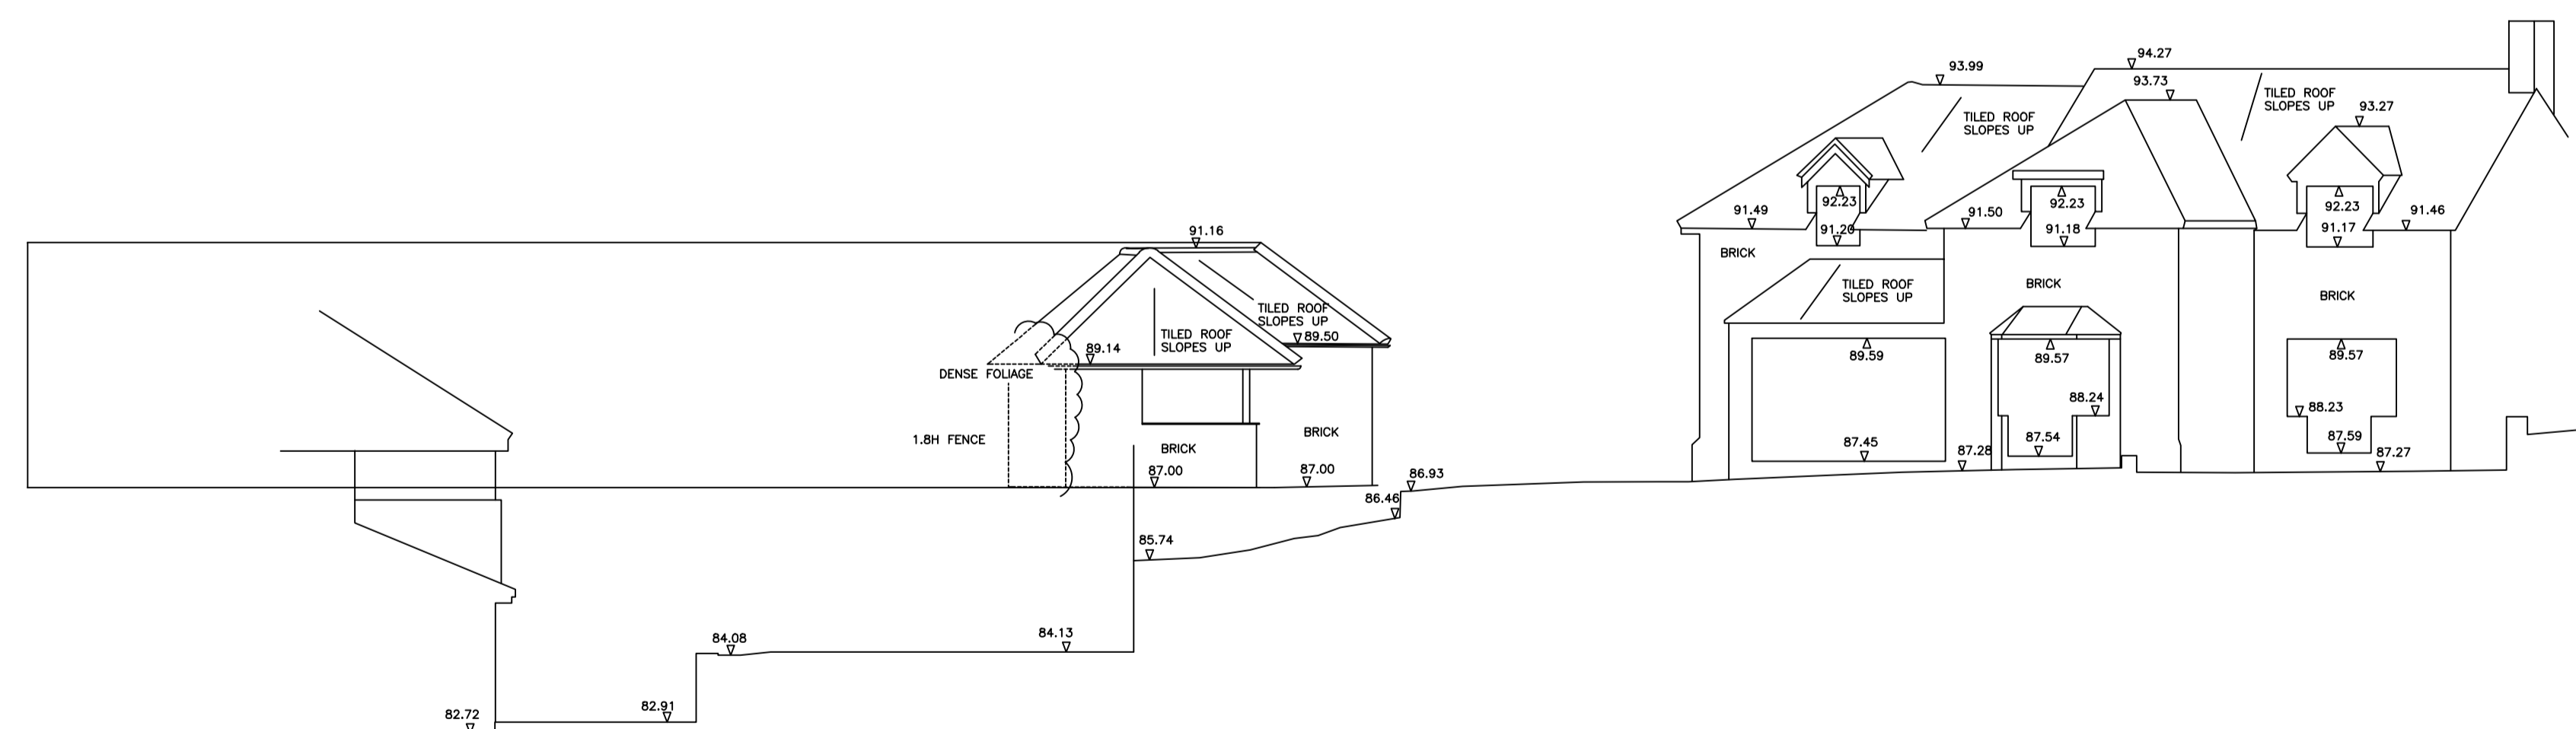 94.27
93.99
93.73
TILED ROOF
SLOPES UP
93.27
TILED ROOF
SLOPES UP
92.23
92.23
92.23
91.49
91.50
91.46
91.20
91.18
91.17
91.16
BRICK
BRICK
TILED ROOF
SLOPES UP
BRICK
TILED ROOF
SLOPES UP
TILED ROOF
SLOPES UP
89.50
89.14
DENSE FOLIAGE
89.59
89.57
89.57
88.24
88.23
1.8H FENCE
BRICK
BRICK
87.54
87.59
87.45
87.28
87.27
87.00
87.00
86.93
86.46
85.74
84.08
84.13
82.91
82.72